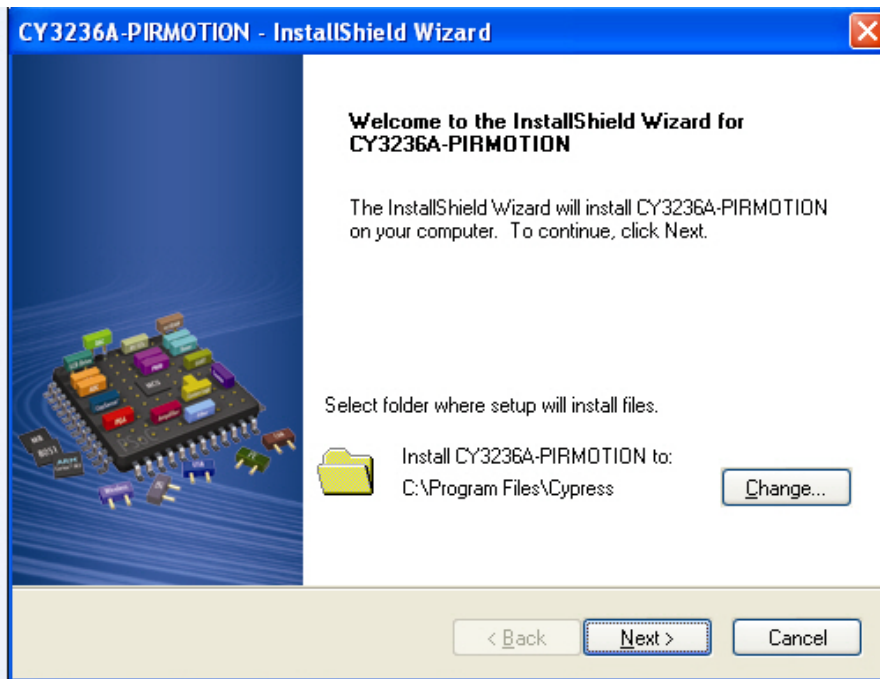 CY3236A-PIRMOTION - InstallShield Wizard
Welcome to the InstallShield Wizard for
CY3236A-PIRMOTION
The InstallShield Wizard will install CY3236A-PIRMOTION
on your computer.  To continue, click Next.
Select folder where setup will install files.
Install CY3236A-PIRMOTION to:
C:\Program Files\Cypress
Change...
< Back
Next >
Cancel